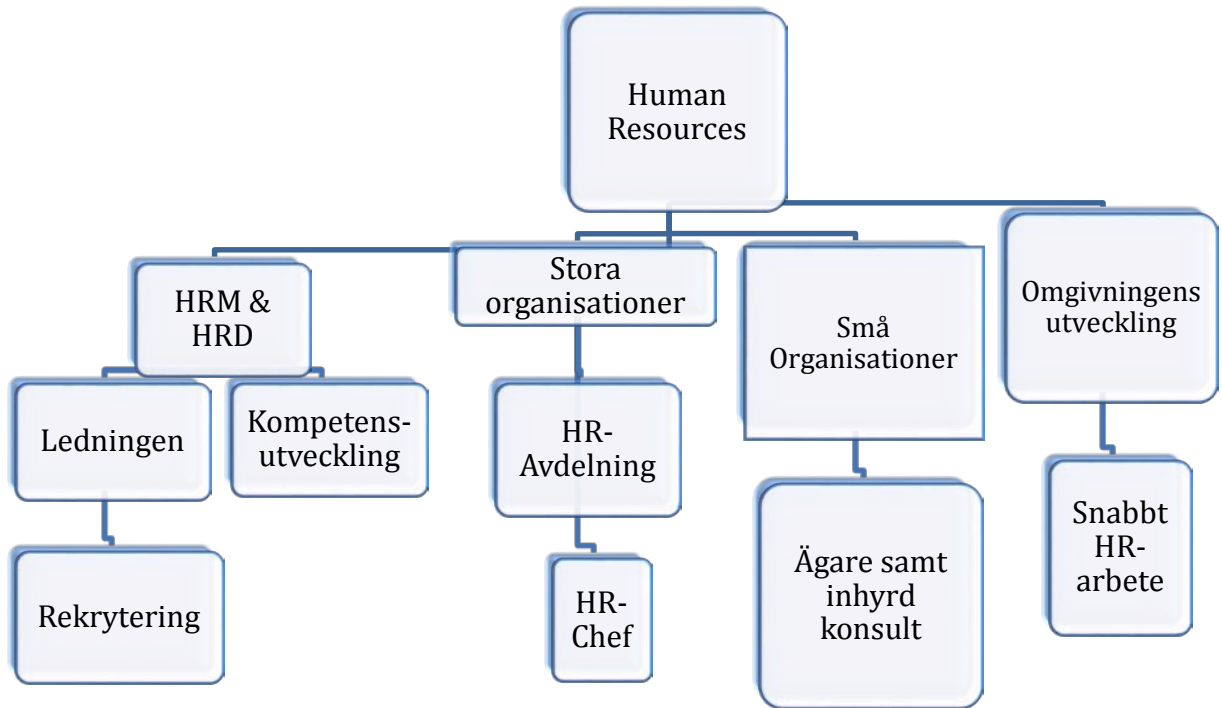 Human
Resources
HRM &
HRD
Stora
organisationer
Små
Organisationer
Omgivningens
utveckling
Ledningen
Kompetens-
utveckling
HR-
Avdelning
Ägare samt
inhyrd
konsult
Snabbt
HR-
arbete
Rekrytering
HR-
Chef